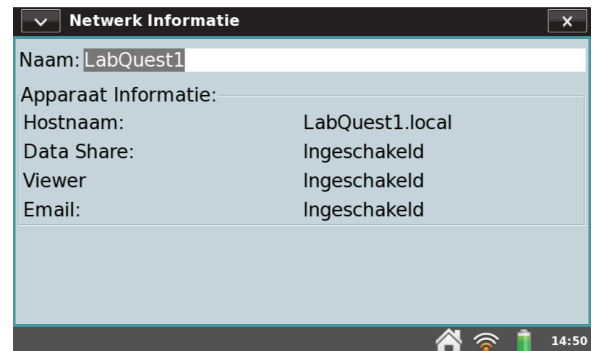 Netwerk Informatie
Naam: LabQuest1
Apparaat Informatie:
Hostnaam: LabQuest1.local
Data Share: Ingeschakeld
Viewer Ingeschakeld
Email: Ingeschakeld
14:50